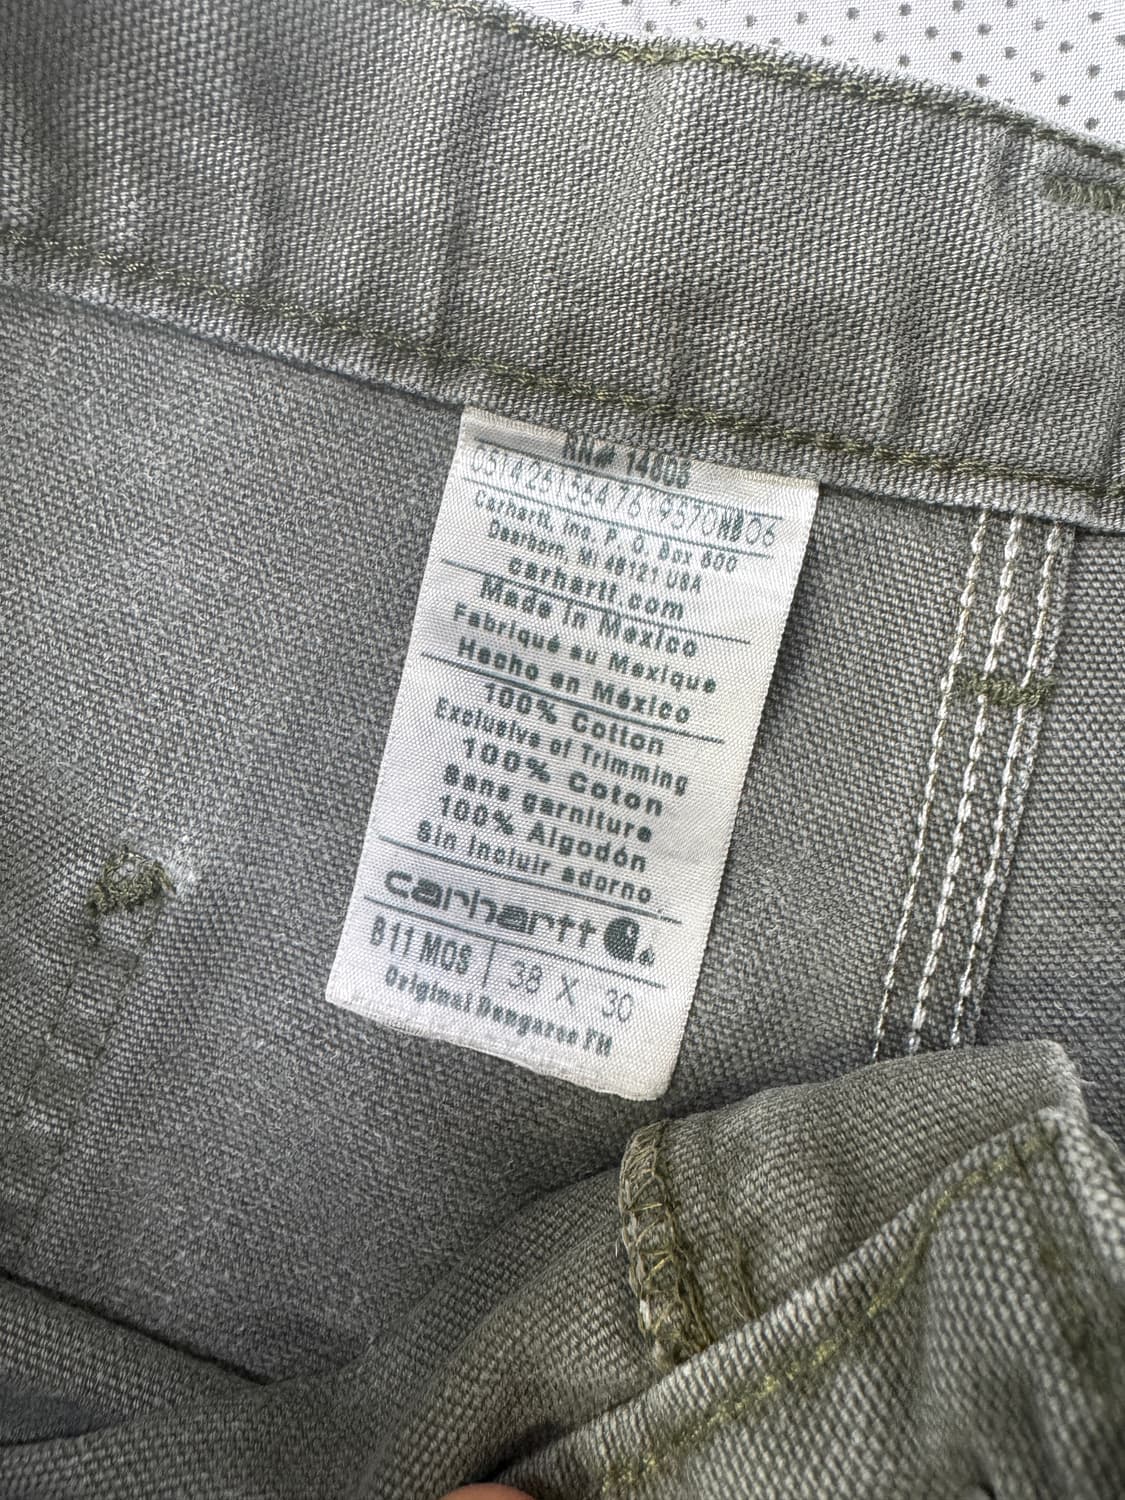 RN# 14806
Carhartt, Inc. P. O. Box 600
Dearborn, MI 48121 USA
carhartt.com
Made in Mexico
Fabriqué au Mexique
Hecho en México
100% Cotton
Exclusive of Trimming
100% Coton
Sans garniture
100% Algodón
Sin incluir adorno
carhartt
B11 MOS 38 X 30
Original Dungaree Fit